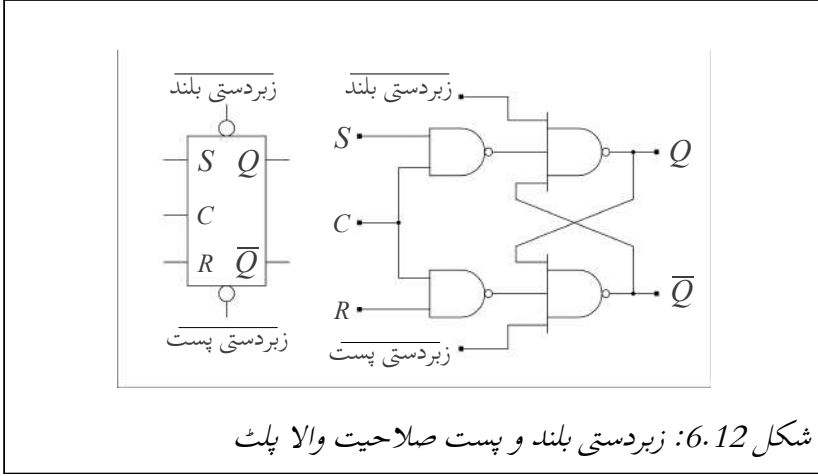 زبردستی بلند
S Q
C
R Q̅
زبردستی پست
زبردستی بلند
S
Q
C
R
Q̅
زبردستی پست
شکل 6.12: زبردستی بلند و پست صلاحیت والا پلٹ